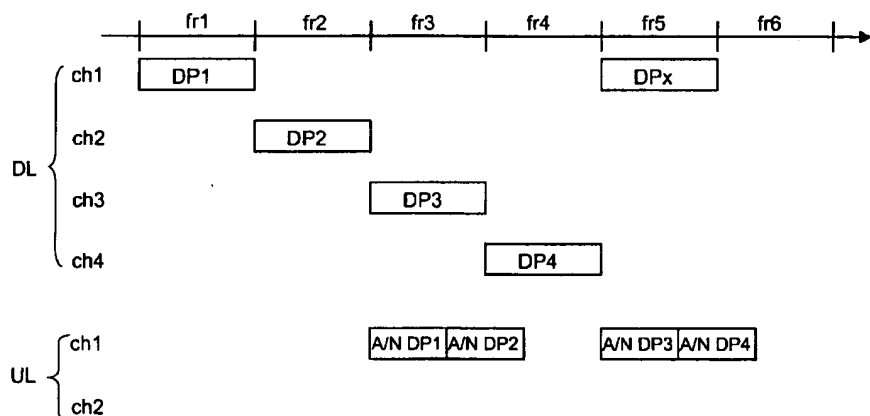 fr1 fr2 fr3 fr4 fr5 fr6
ch1 DP1 DPx
ch2 DP2
DL
ch3 DP3
ch4 DP4
ch1 A/N DP1 A/N DP2 A/N DP3 A/N DP4
UL
ch2